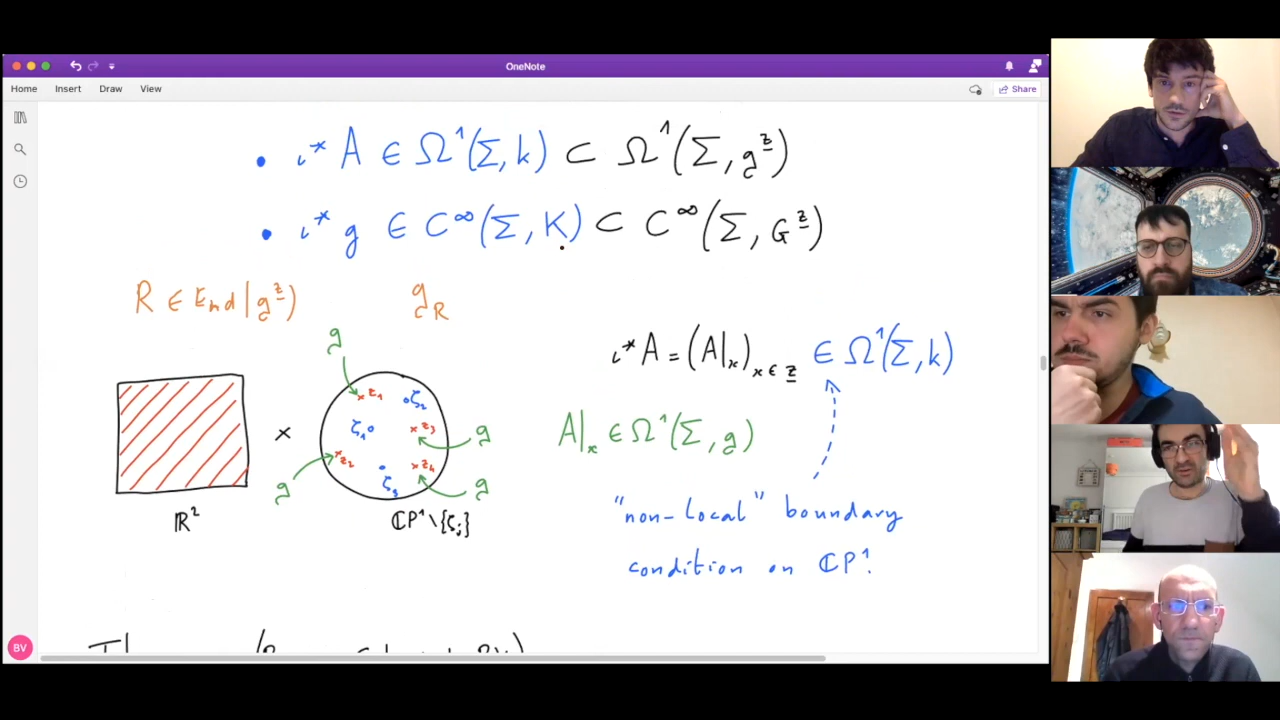 OneNote
Home Insert Draw View Share
• ι* A ∈ Ω¹(Σ, k) ⊂ Ω¹(Σ, g^z)
• ι* g ∈ C^∞(Σ, K) ⊂ C^∞(Σ, G^z)
R ∈ End(g^z) g_R
ι* A = (A|_x)_{x ∈ z} ∈ Ω¹(Σ, k)
g
× z₁ ζ₂
ζ₁ × z₃ g
× z₂ × z₄
g ζ₃ g
×
A|_x ∈ Ω¹(Σ, g)
ℝ² ℂP¹\{ζ_j}
"non-local" boundary
condition on ℂP¹.
BV